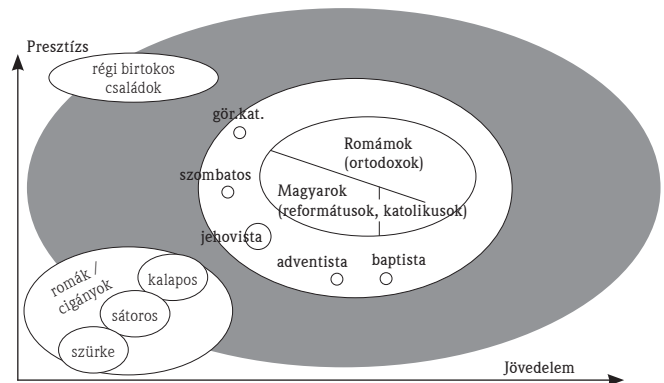 Presztízs
régi birtokos
családok
gör.kat.
Romámok
(ortodoxok)
szombatos
Magyarok
(reformátusok, katolikusok)
jehovista
adventista
baptista
romák /
cigányok
kalapos
sátoros
szürke
Jövedelem